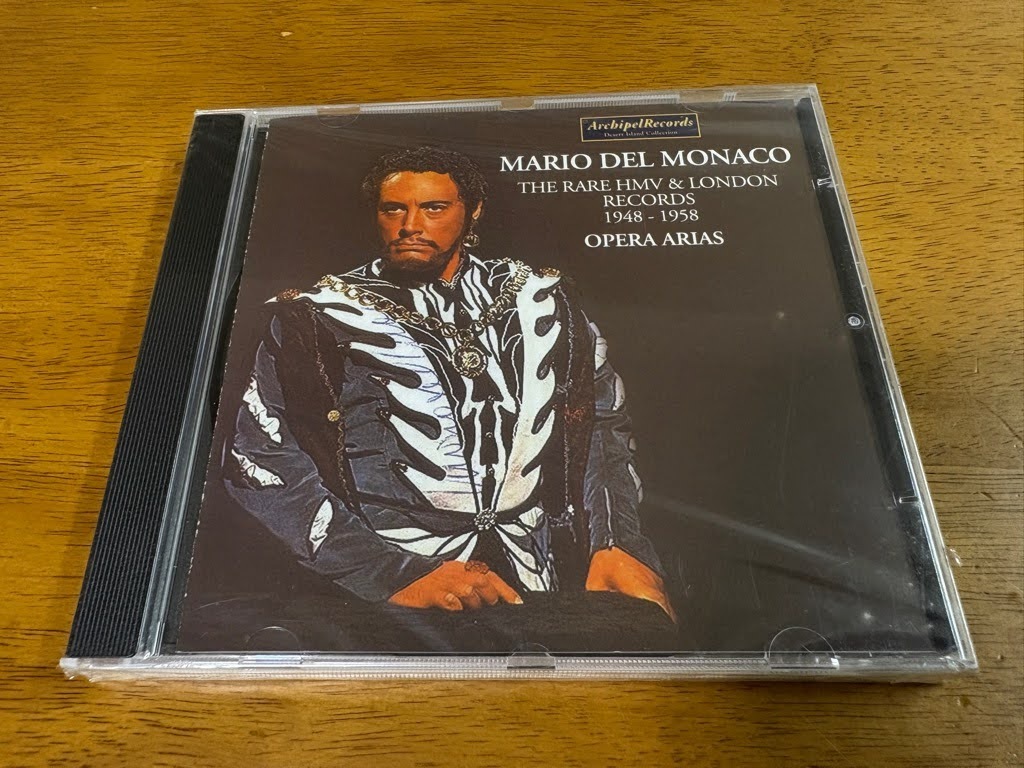 ArchipelRecords
Desert Island Collection
MARIO DEL MONACO
THE RARE HMV & LONDON
RECORDS
1948 - 1958
OPERA ARIAS